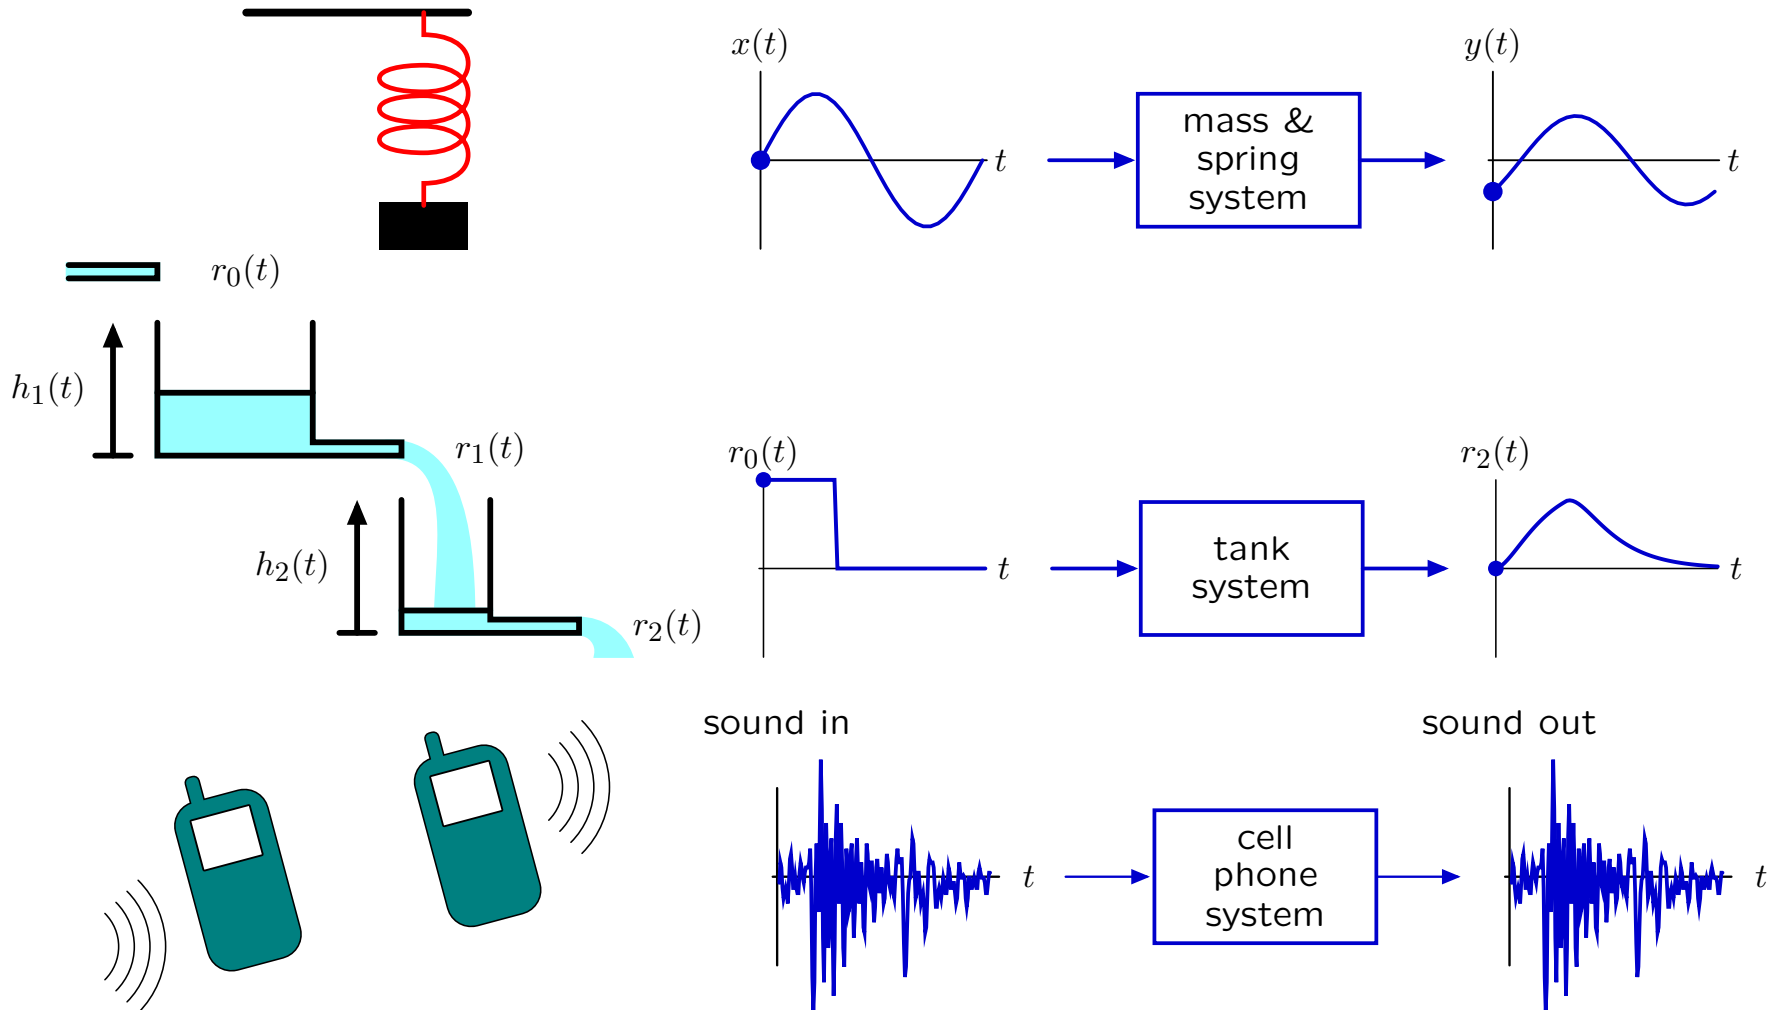 x(t)
t
mass &
spring
system
y(t)
t
r₀(t)
h₁(t)
r₁(t)
h₂(t)
r₂(t)
r₀(t)
t
tank
system
r₂(t)
t
sound in
t
cell
phone
system
sound out
t